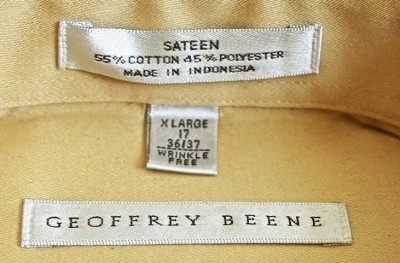 SATEEN
55% COTTON 45% POLYESTER
MADE IN INDONESIA
X LARGE
17
36/37
WRINKLE
FREE
GEOFFREY BEENE